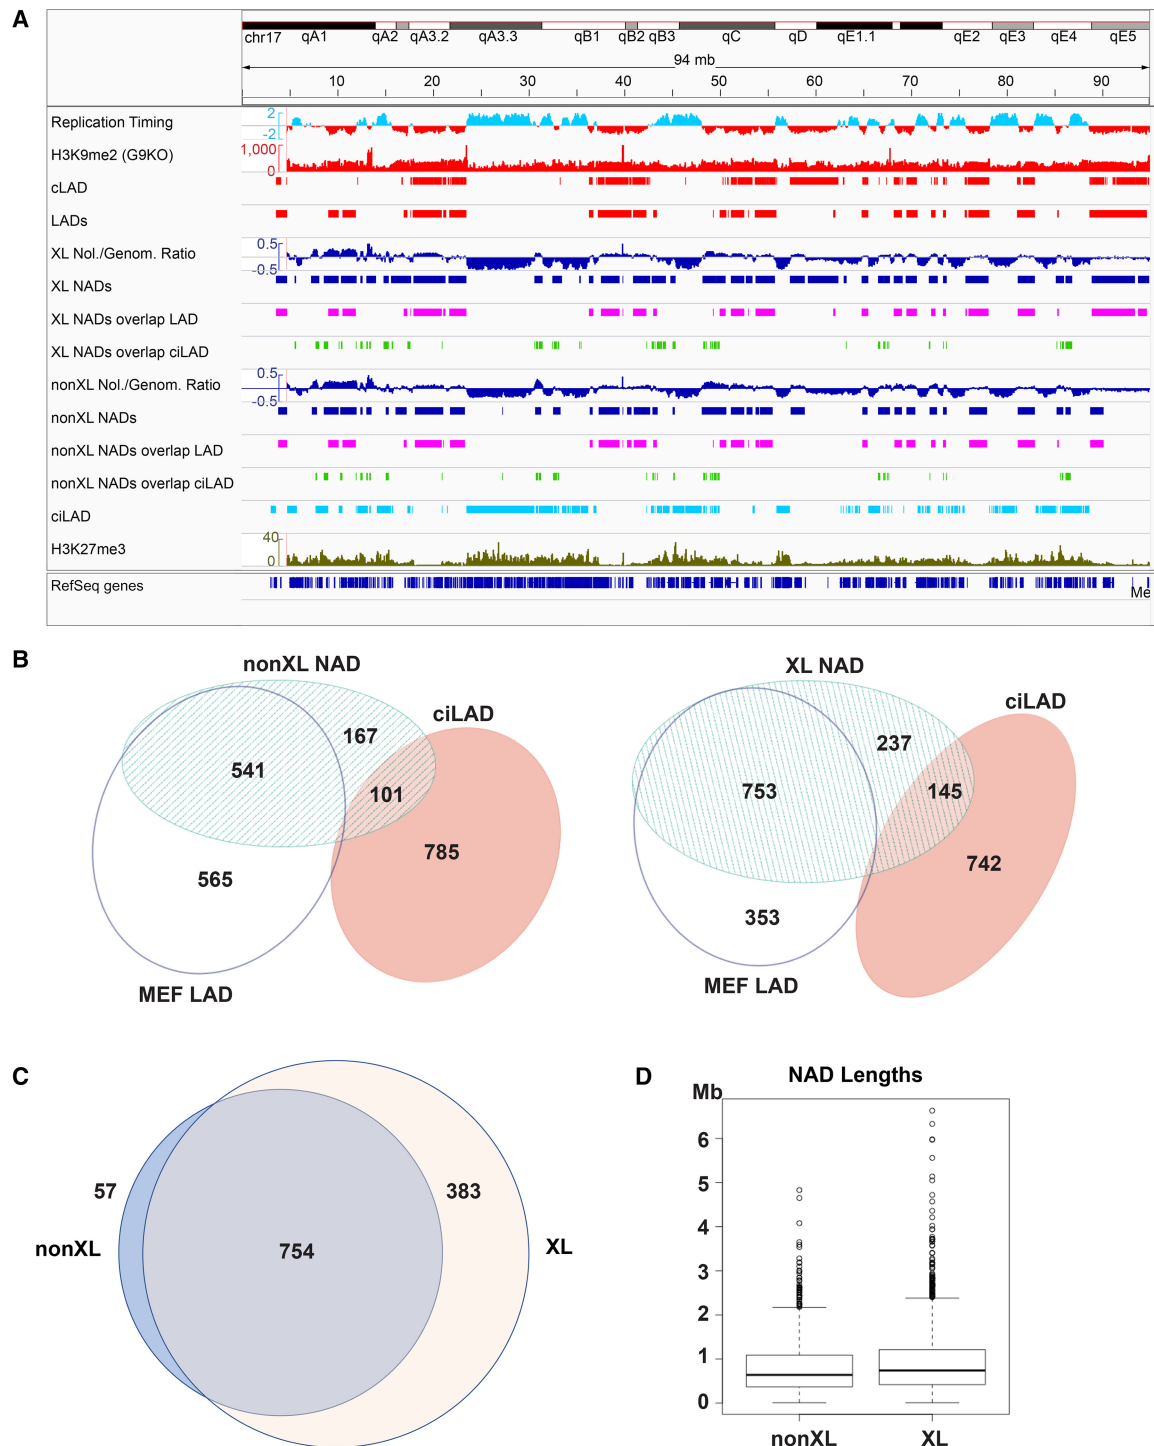 A
chr17 qA1 qA2 qA3.2 qA3.3 qB1 qB2 qB3 qC qD qE1.1 qE2 qE3 qE4 qE5
94 mb
10 20 30 40 50 60 70 80 90
Replication Timing 2 -2
H3K9me2 (G9KO) 1,000 0
cLAD
LADs
XL Nol./Genom. Ratio 0.5 -0.5
XL NADs
XL NADs overlap LAD
XL NADs overlap ciLAD
nonXL Nol./Genom. Ratio 0.5 -0.5
nonXL NADs
nonXL NADs overlap LAD
nonXL NADs overlap ciLAD
ciLAD
H3K27me3 40 0
RefSeq genes
Me
B
nonXL NAD
ciLAD
167
541
101
785
565
MEF LAD
XL NAD
ciLAD
237
753
145
742
353
MEF LAD
C
57
383
nonXL
754
XL
D
NAD Lengths
Mb
6
5
4
3
2
1
0
nonXL XL